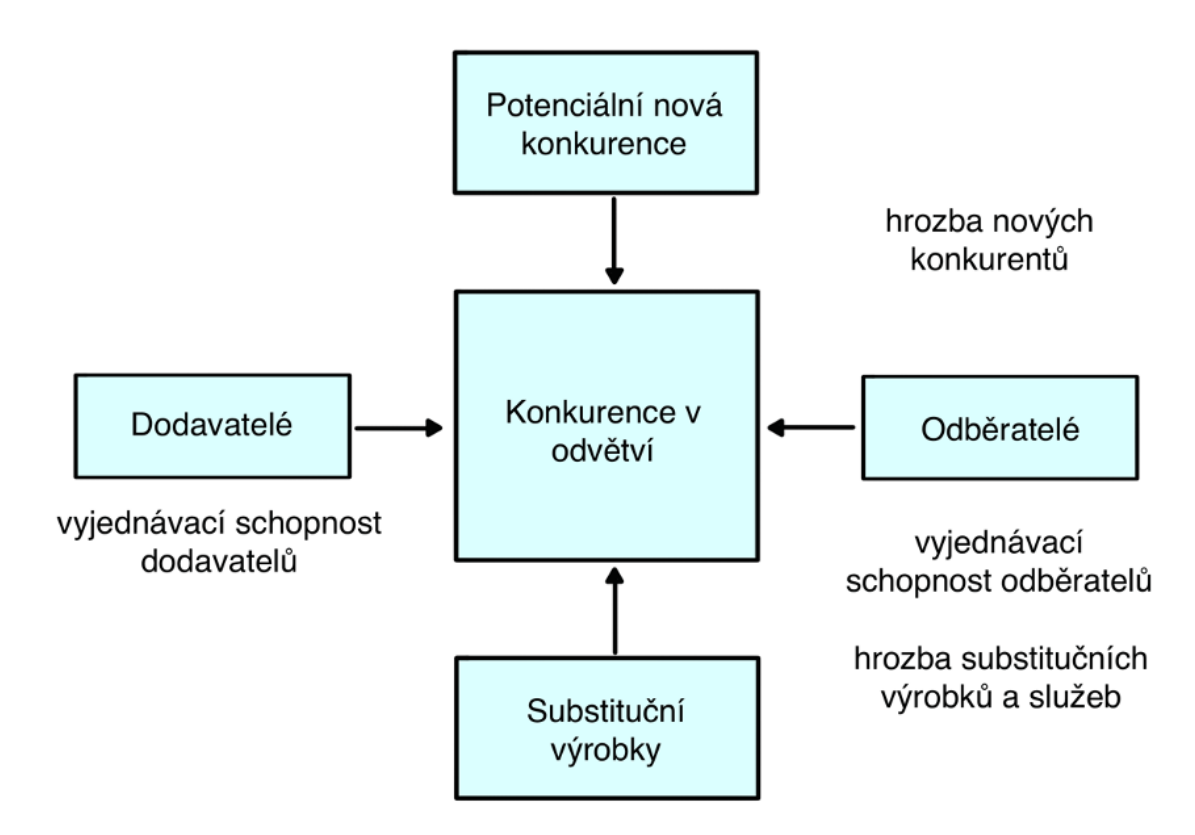 Potenciální nová
konkurence
hrozba nových
konkurentů
Dodavatelé
Konkurence v
odvětví
Odběratelé
vyjednávací schopnost
dodavatelů
vyjednávací
schopnost odběratelů
hrozba substitučních
výrobků a služeb
Substituční
výrobky